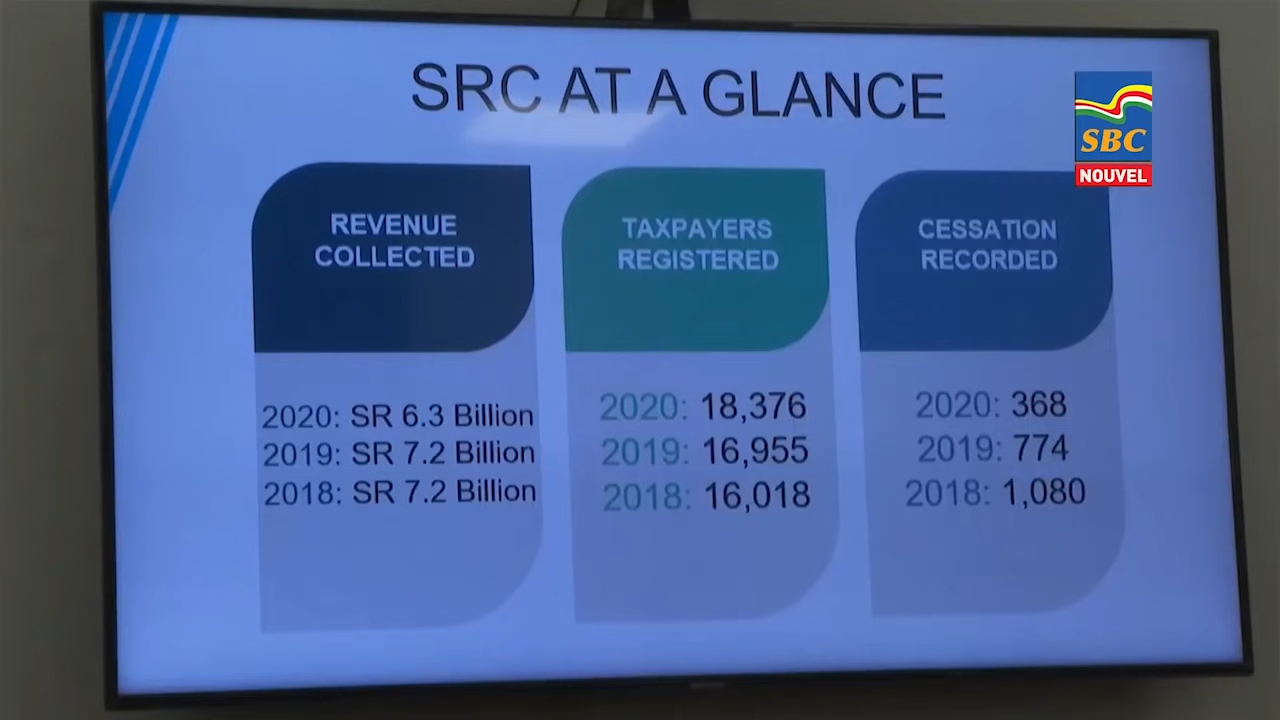 SRC AT A GLANCE
SBC
NOUVEL
REVENUE
COLLECTED
2020: SR 6.3 Billion
2019: SR 7.2 Billion
2018: SR 7.2 Billion
TAXPAYERS
REGISTERED
2020: 18,376
2019: 16,955
2018: 16,018
CESSATION
RECORDED
2020: 368
2019: 774
2018: 1,080